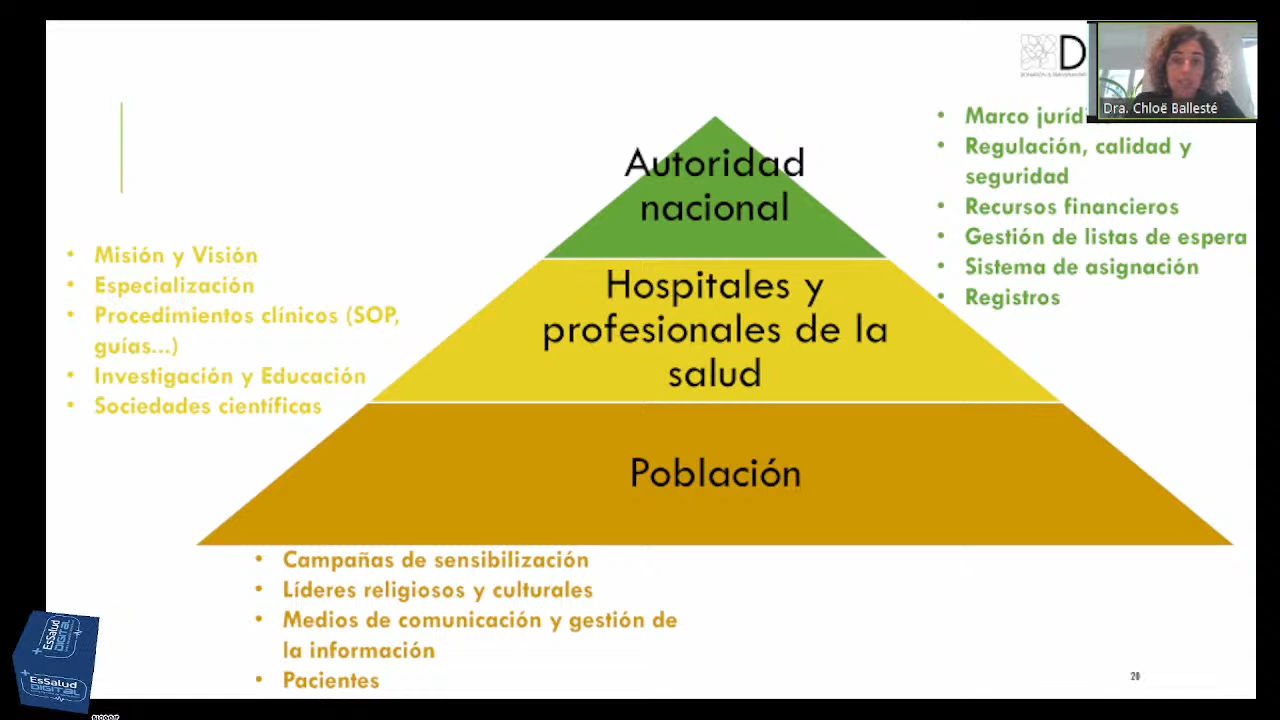 D
Dra. Chloë Ballesté
• Marco juríd
• Regulación, calidad y
seguridad
• Recursos financieros
• Gestión de listas de espera
• Sistema de asignación
• Registros
Autoridad
nacional
• Misión y Visión
• Especialización
• Procedimientos clínicos (SOP,
guías...)
• Investigación y Educación
• Sociedades científicas
Hospitales y
profesionales de la
salud
Población
• Campañas de sensibilización
• Líderes religiosos y culturales
• Medios de comunicación y gestión de
la información
• Pacientes
EsSalud
DIGITAL
EsSalud
DIGITAL
20